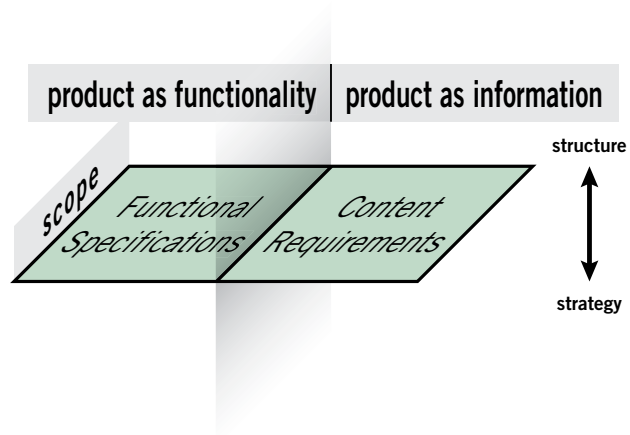 product as functionality
product as information
structure
scope
Functional
Specifications
Content
Requirements
strategy